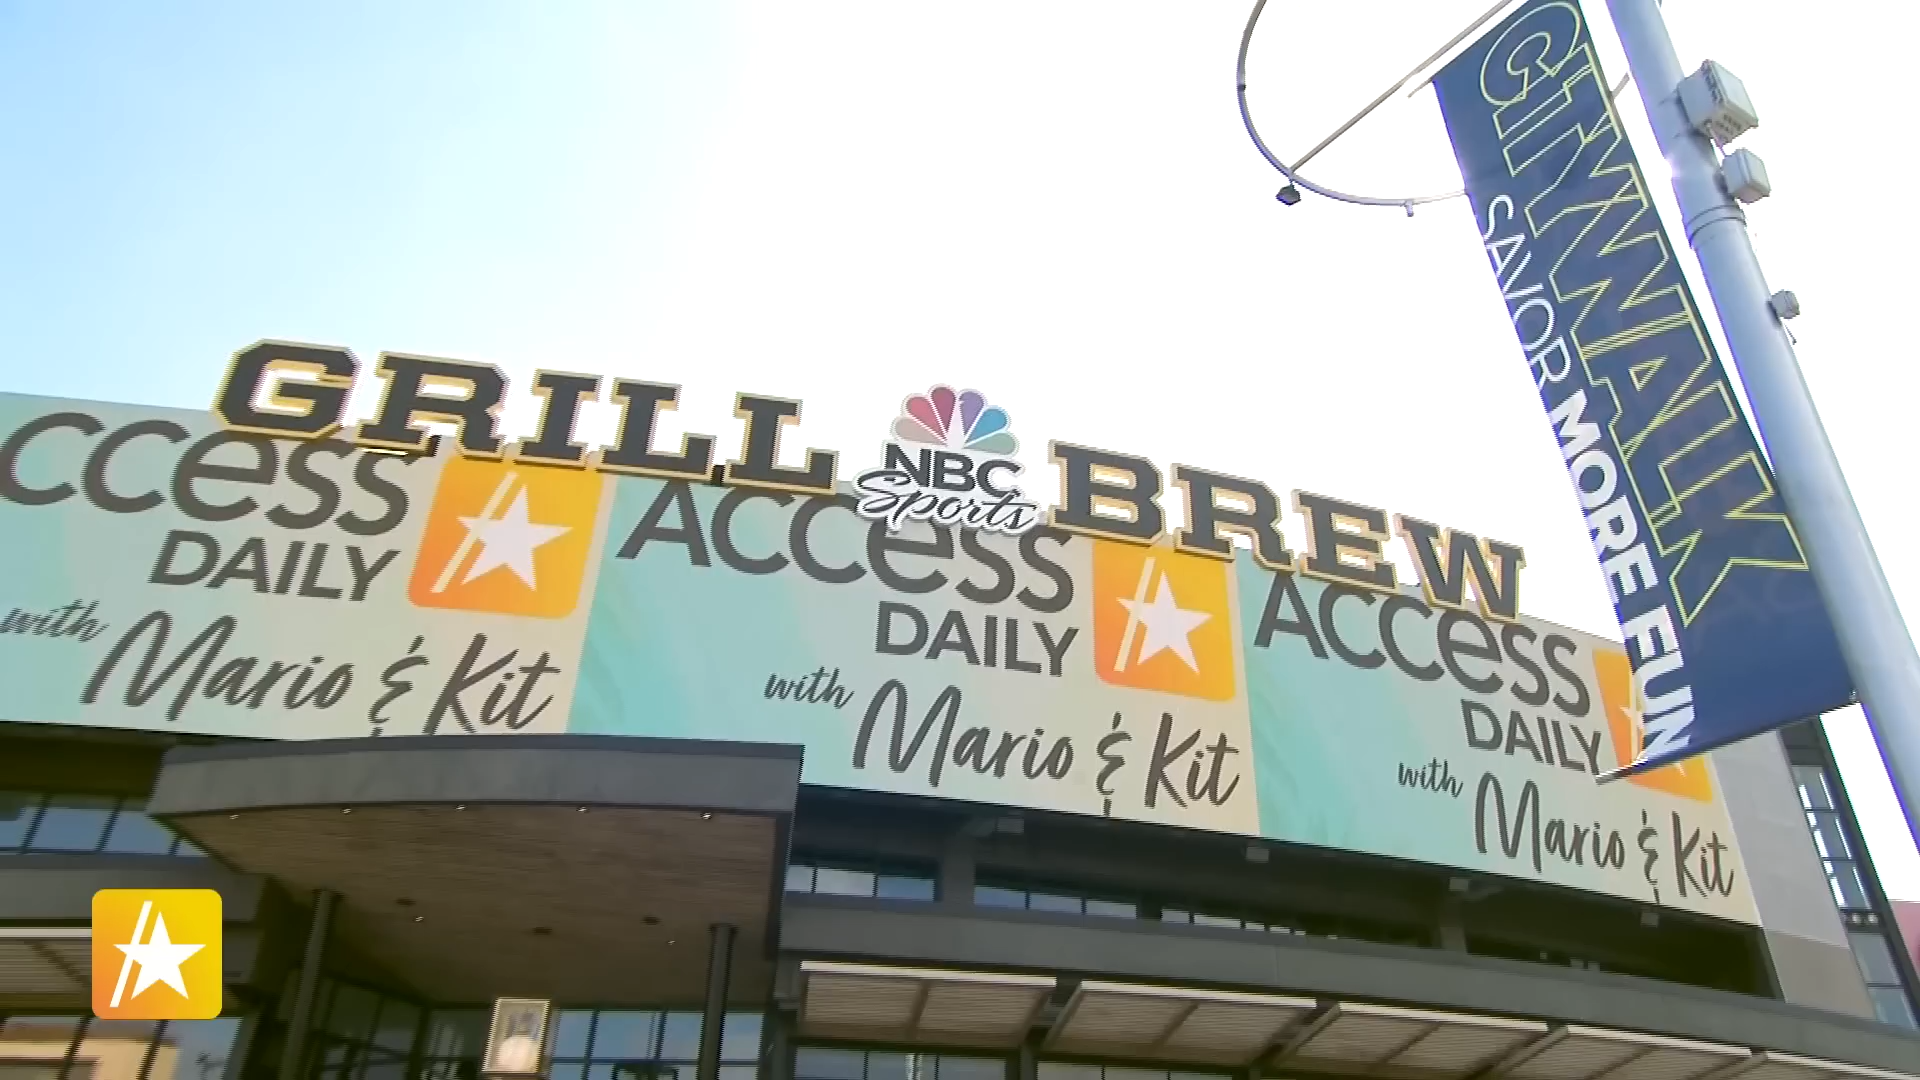 GRILL
NBC
Sports
BREW
CITYWALK
SAVOR MORE FUN
ccess
DAILY
with Mario & Kit
Access
DAILY
with Mario & Kit
Access
DAILY
with Mario & Kit